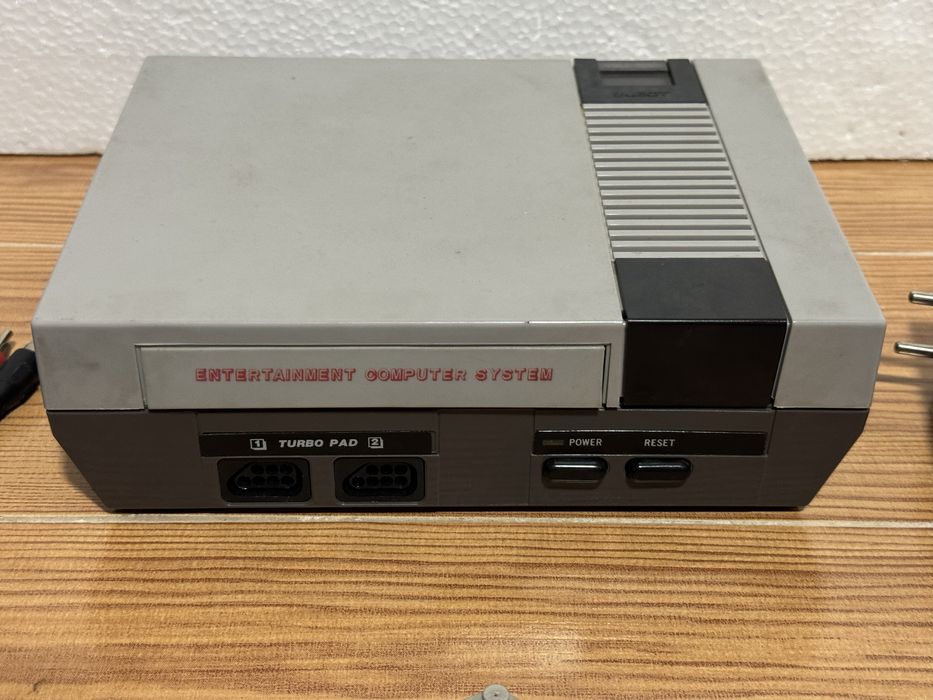 ENTERTAINMENT COMPUTER SYSTEM
1 TURBO PAD 2
POWER RESET